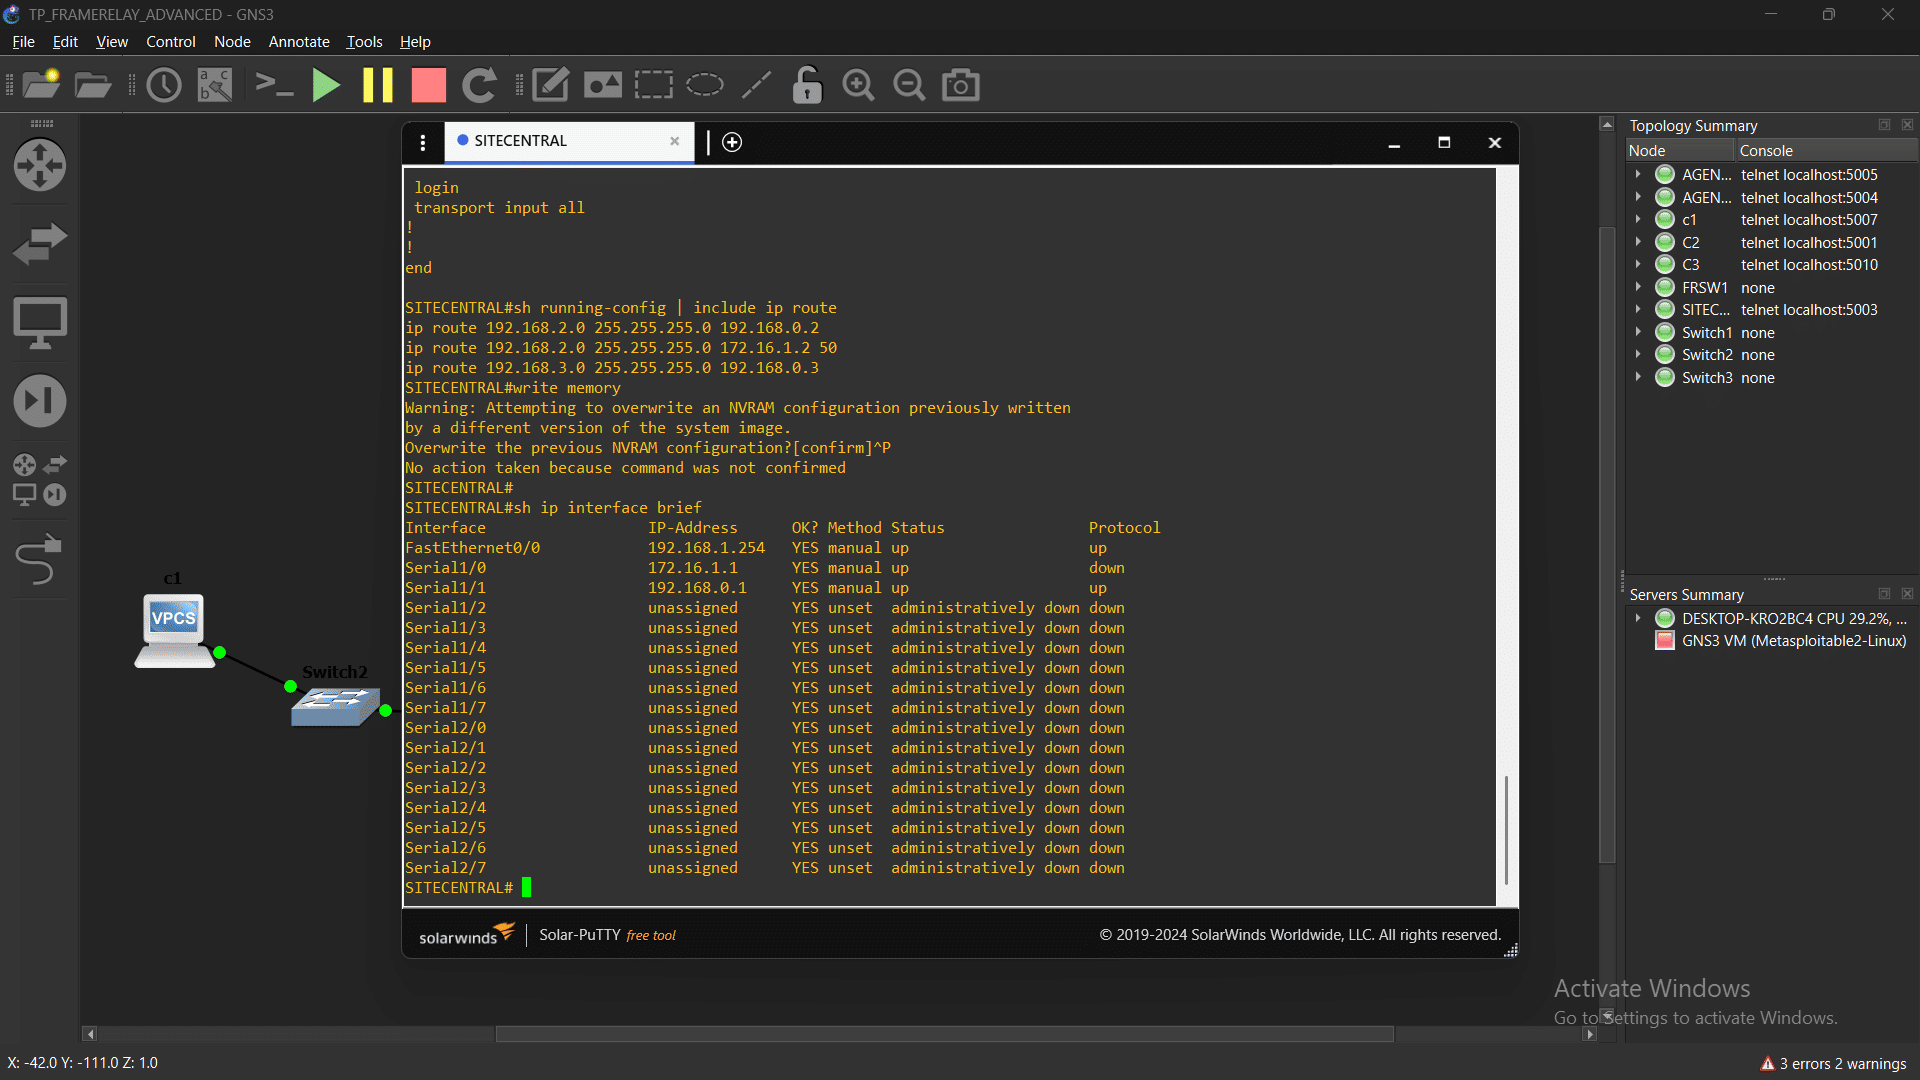 TP_FRAMERELAY_ADVANCED - GNS3
File Edit View Control Node Annotate Tools Help
SITECENTRAL
login
transport input all
!
!
end
SITECENTRAL#sh running-config | include ip route
ip route 192.168.2.0 255.255.255.0 192.168.0.2
ip route 192.168.2.0 255.255.255.0 172.16.1.2 50
ip route 192.168.3.0 255.255.255.0 192.168.0.3
SITECENTRAL#write memory
Warning: Attempting to overwrite an NVRAM configuration previously written
by a different version of the system image.
Overwrite the previous NVRAM configuration?[confirm]^P
No action taken because command was not confirmed
SITECENTRAL#
SITECENTRAL#sh ip interface brief
Interface IP-Address OK? Method Status Protocol
FastEthernet0/0 192.168.1.254 YES manual up up
Serial1/0 172.16.1.1 YES manual up down
Serial1/1 192.168.0.1 YES manual up up
Serial1/2 unassigned YES unset administratively down down
Serial1/3 unassigned YES unset administratively down down
Serial1/4 unassigned YES unset administratively down down
Serial1/5 unassigned YES unset administratively down down
Serial1/6 unassigned YES unset administratively down down
Serial1/7 unassigned YES unset administratively down down
Serial2/0 unassigned YES unset administratively down down
Serial2/1 unassigned YES unset administratively down down
Serial2/2 unassigned YES unset administratively down down
Serial2/3 unassigned YES unset administratively down down
Serial2/4 unassigned YES unset administratively down down
Serial2/5 unassigned YES unset administratively down down
Serial2/6 unassigned YES unset administratively down down
Serial2/7 unassigned YES unset administratively down down
SITECENTRAL#
solarwinds Solar-PuTTY free tool © 2019-2024 SolarWinds Worldwide, LLC. All rights reserved.
c1
VPCS
Switch2
Topology Summary
Node Console
AGEN... telnet localhost:5005
AGEN... telnet localhost:5004
c1 telnet localhost:5007
C2 telnet localhost:5001
C3 telnet localhost:5010
FRSW1 none
SITEC... telnet localhost:5003
Switch1 none
Switch2 none
Switch3 none
Servers Summary
DESKTOP-KRO2BC4 CPU 29.2%, ...
GNS3 VM (Metasploitable2-Linux)
Activate Windows
Go to Settings to activate Windows.
X: -42.0 Y: -111.0 Z: 1.0
3 errors 2 warnings